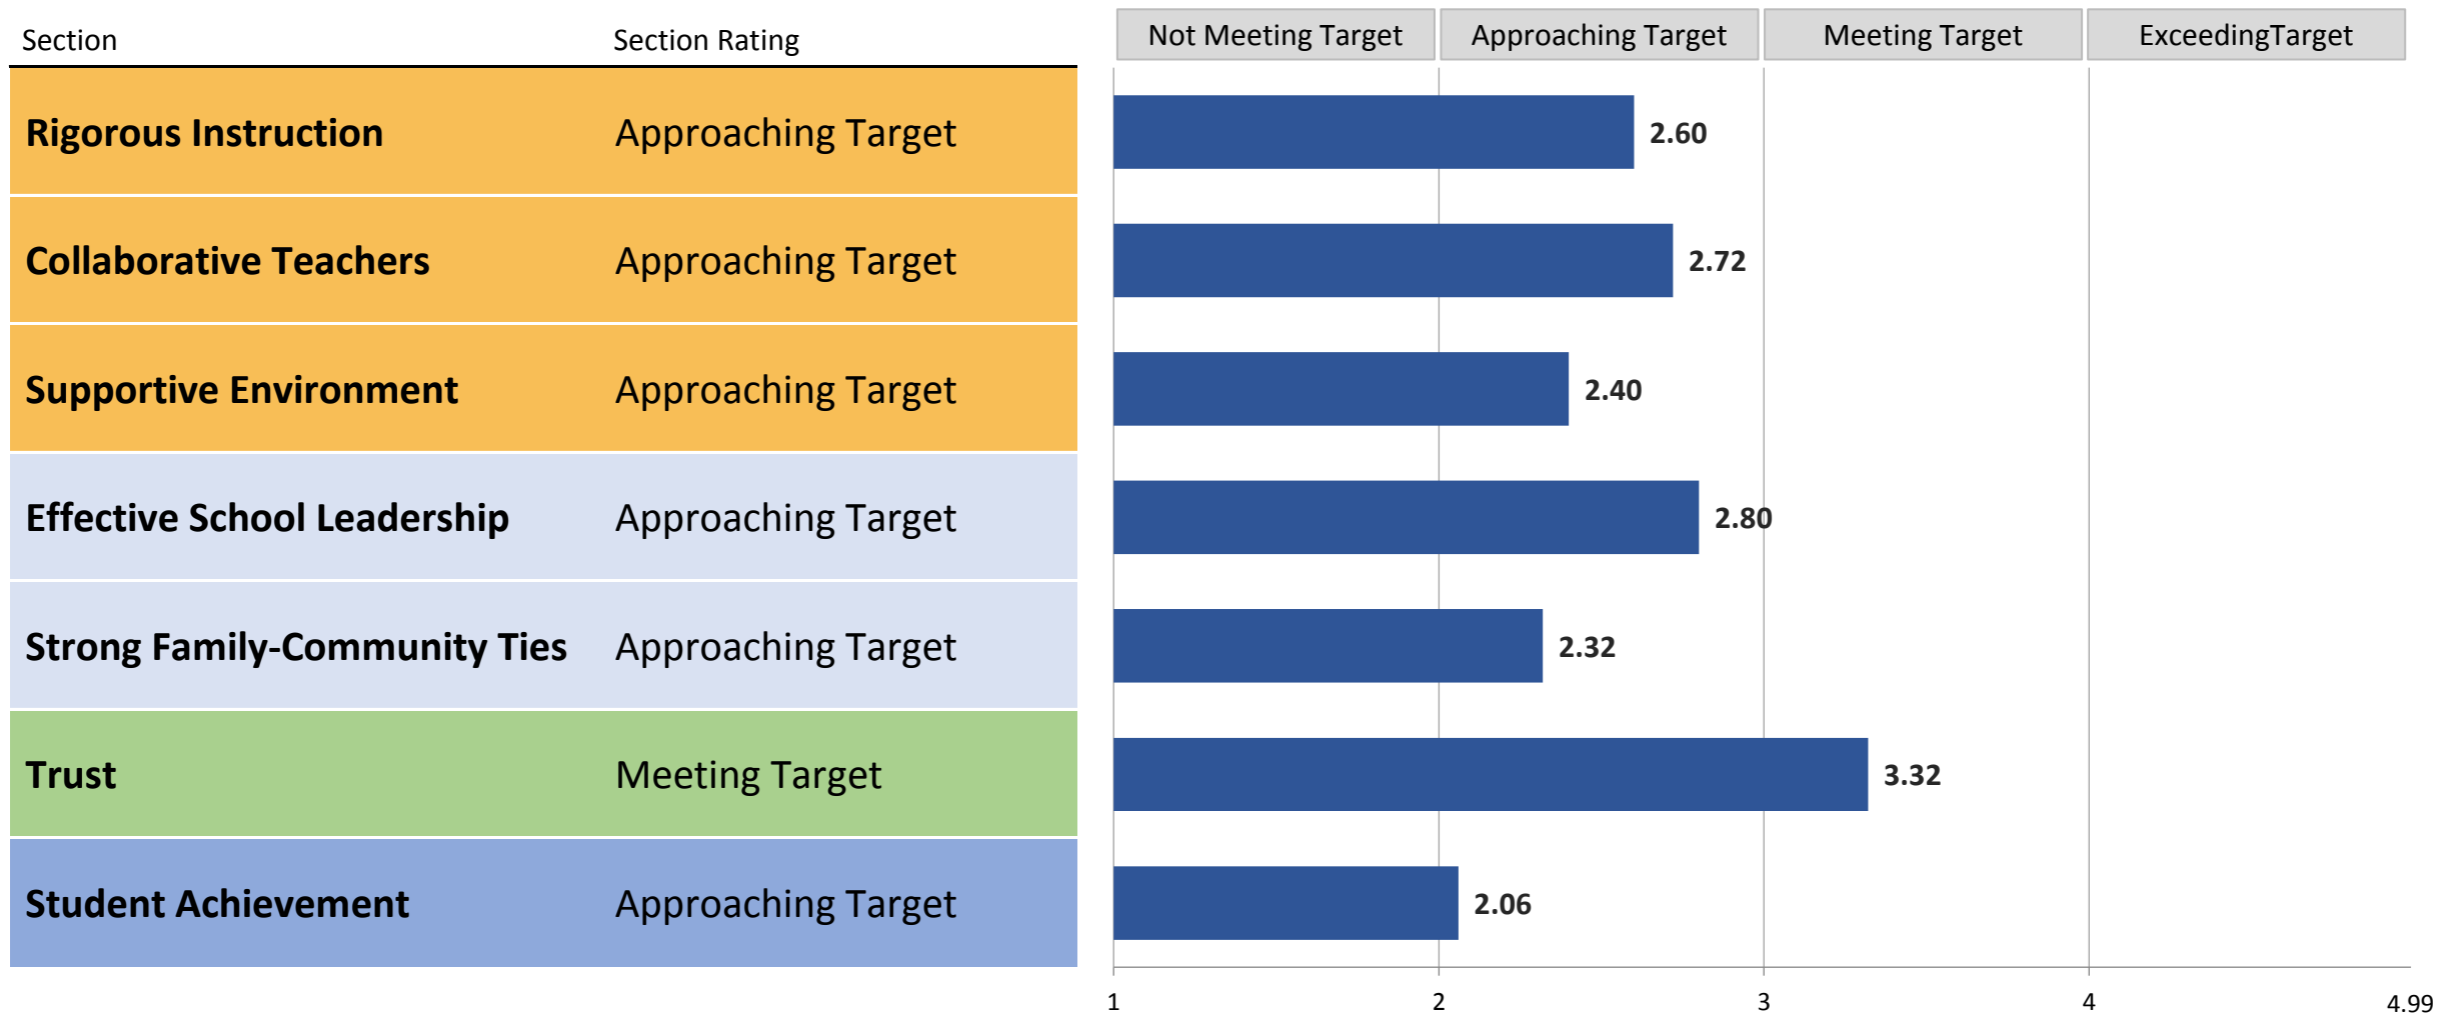 Section Section Rating Not Meeting Target Approaching Target Meeting Target ExceedingTarget
Rigorous Instruction Approaching Target 2.60
Collaborative Teachers Approaching Target 2.72
Supportive Environment Approaching Target 2.40
Effective School Leadership Approaching Target 2.80
Strong Family-Community Ties Approaching Target 2.32
Trust Meeting Target 3.32
Student Achievement Approaching Target 2.06
1 2 3 4 4.99